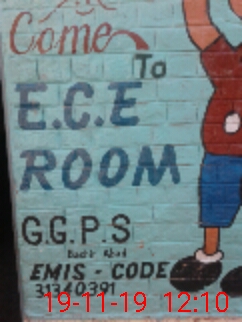 Come
To
E.C.E
ROOM
G.G.P.S
EMIS - CODE
31340391
19-11-19 12:10